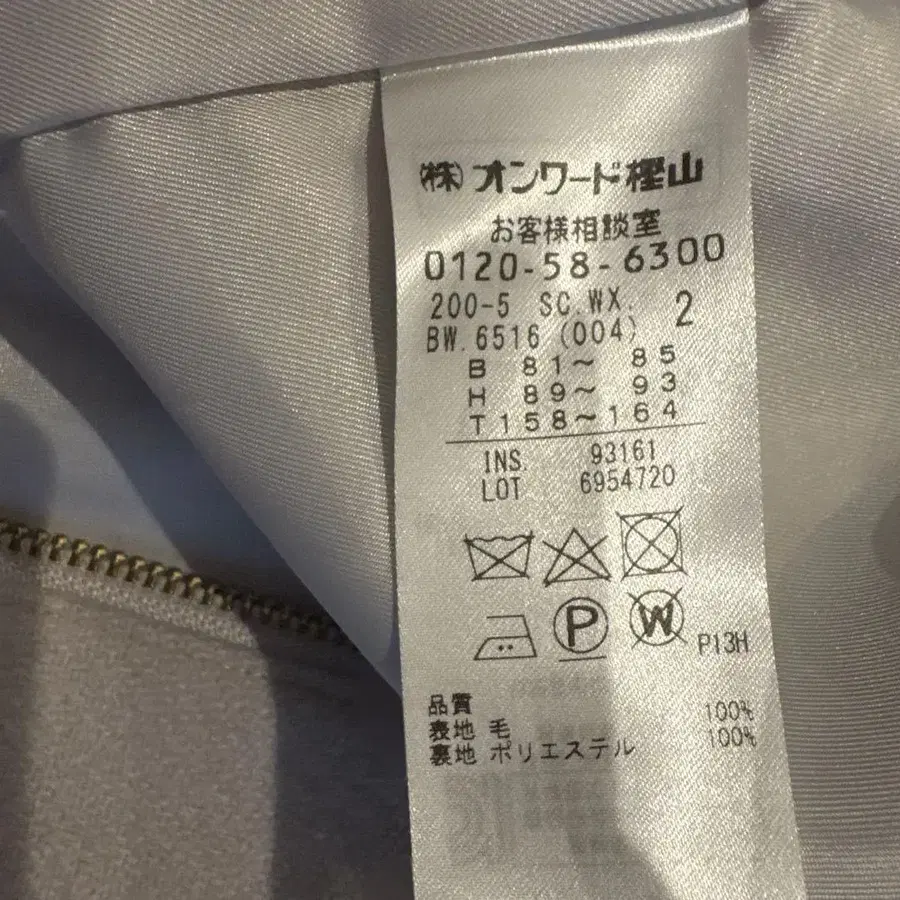 ㈱オンワード樫山
お客様相談室
0120-58-6300
200-5 SC.WX. 2
BW.6516 (004)
B 81～ 85
H 89～ 93
T158～164
INS 93161
LOT 6954720
P
W
P13H
品質
表地 毛 100%
裏地 ポリエステル 100%